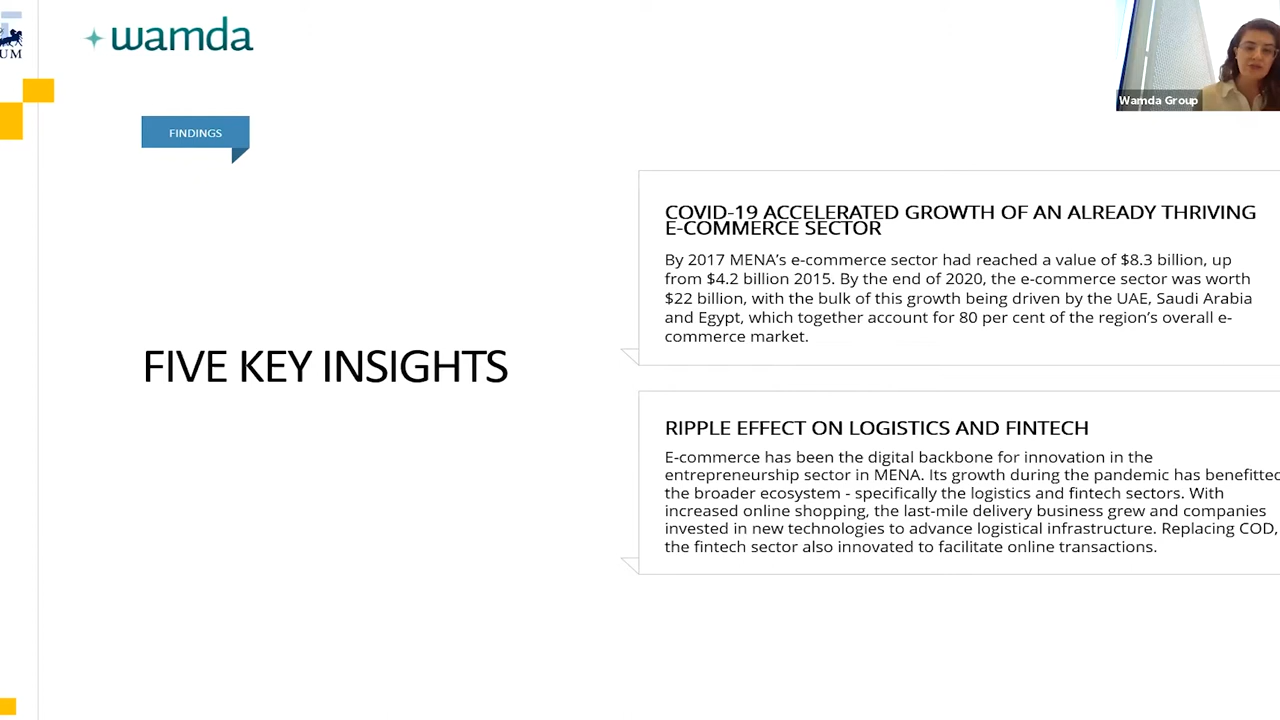 UM
wamda
Wamda Group
FINDINGS
FIVE KEY INSIGHTS
COVID-19 ACCELERATED GROWTH OF AN ALREADY THRIVING
E-COMMERCE SECTOR
By 2017 MENA’s e-commerce sector had reached a value of $8.3 billion, up
from $4.2 billion 2015. By the end of 2020, the e-commerce sector was worth
$22 billion, with the bulk of this growth being driven by the UAE, Saudi Arabia
and Egypt, which together account for 80 per cent of the region’s overall e-
commerce market.
RIPPLE EFFECT ON LOGISTICS AND FINTECH
E-commerce has been the digital backbone for innovation in the
entrepreneurship sector in MENA. Its growth during the pandemic has benefitted
the broader ecosystem - specifically the logistics and fintech sectors. With
increased online shopping, the last-mile delivery business grew and companies
invested in new technologies to advance logistical infrastructure. Replacing COD,
the fintech sector also innovated to facilitate online transactions.